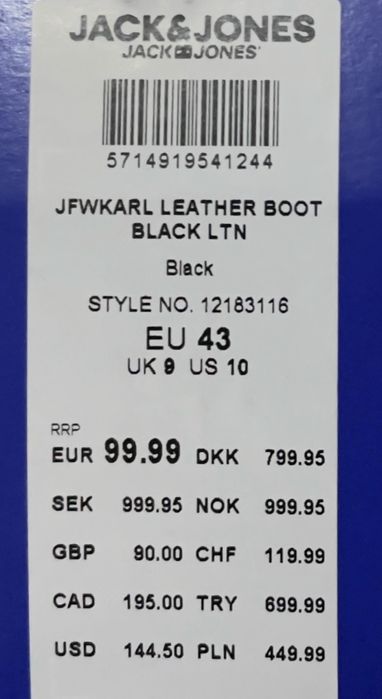 JACK&JONES
JACK JONES
5714919541244
JFWKARL LEATHER BOOT
BLACK LTN
Black
STYLE NO. 12183116
EU 43
UK 9 US 10
RRP
EUR 99.99 DKK 799.95
SEK 999.95 NOK 999.95
GBP 90.00 CHF 119.99
CAD 195.00 TRY 699.99
USD 144.50 PLN 449.99